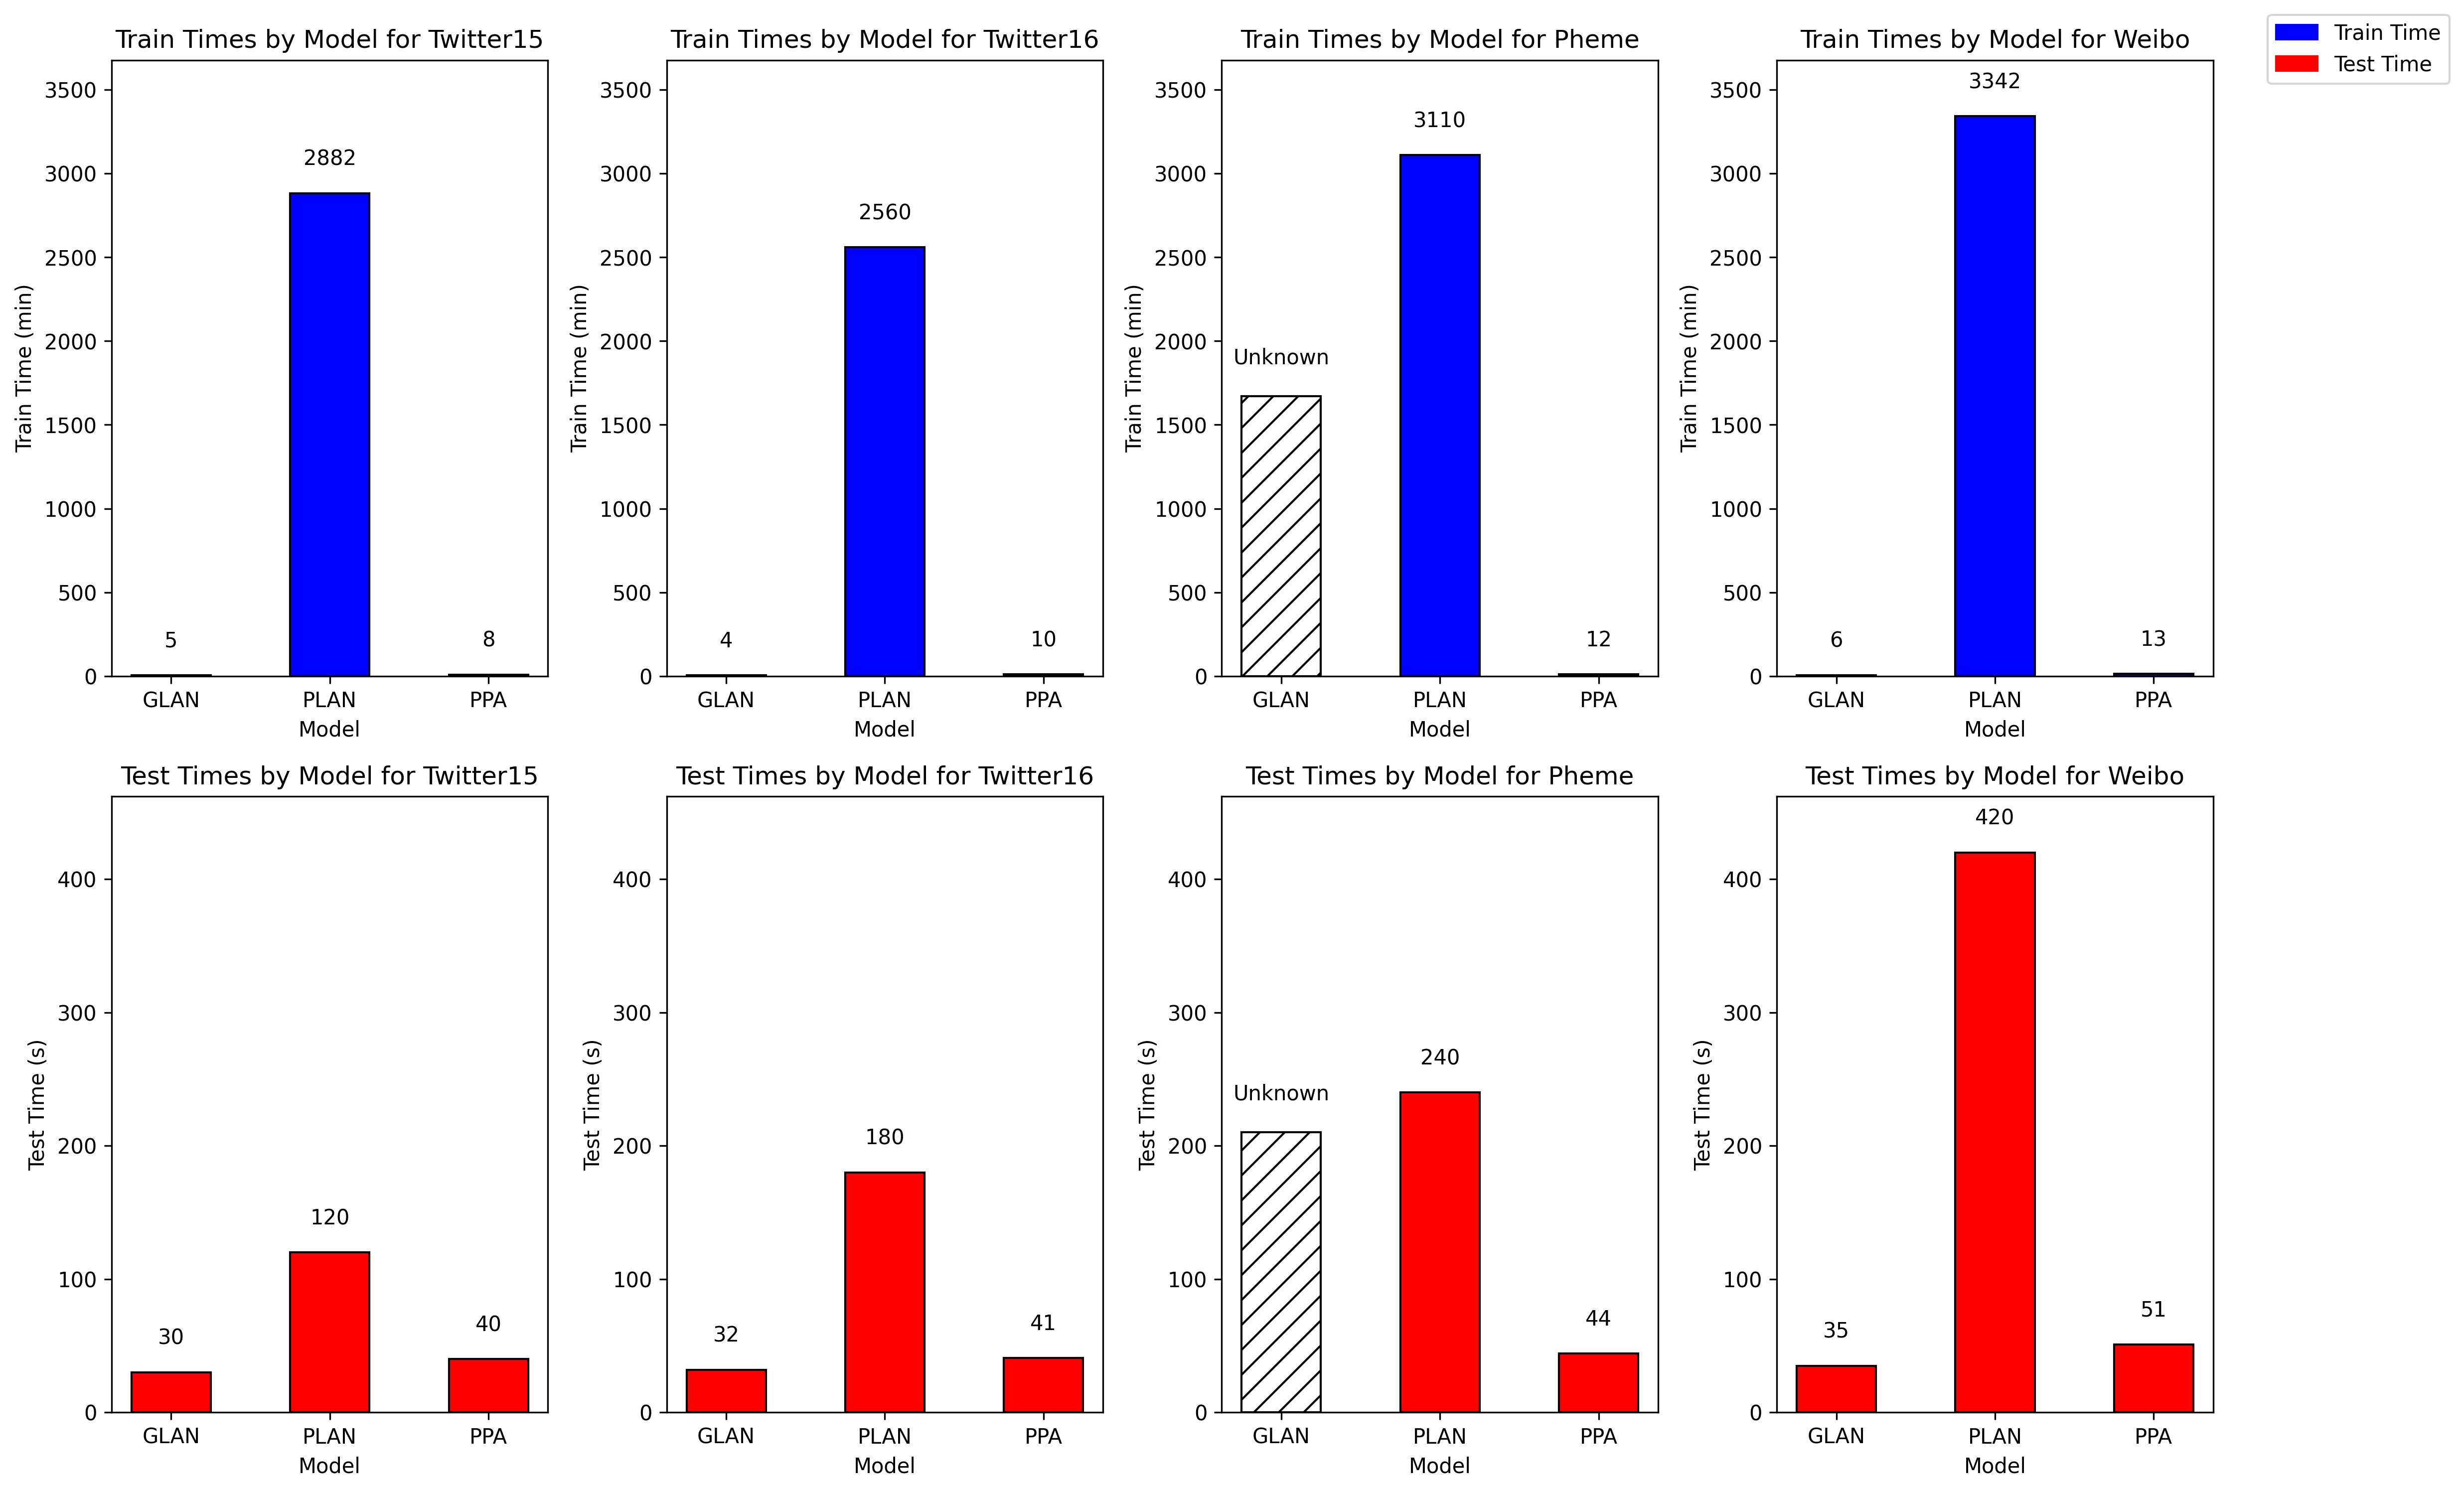 Train Time
Test Time
Train Times by Model for Twitter15
Train Time (min)
3500
3000
2500
2000
1500
1000
500
0
5
2882
8
GLAN
PLAN
PPA
Model
Train Times by Model for Twitter16
Train Time (min)
3500
3000
2500
2000
1500
1000
500
0
4
2560
10
GLAN
PLAN
PPA
Model
Train Times by Model for Pheme
Train Time (min)
3500
3000
2500
2000
1500
1000
500
0
Unknown
3110
12
GLAN
PLAN
PPA
Model
Train Times by Model for Weibo
Train Time (min)
3500
3000
2500
2000
1500
1000
500
0
6
3342
13
GLAN
PLAN
PPA
Model
Test Times by Model for Twitter15
Test Time (s)
400
300
200
100
0
30
120
40
GLAN
PLAN
PPA
Model
Test Times by Model for Twitter16
Test Time (s)
400
300
200
100
0
32
180
41
GLAN
PLAN
PPA
Model
Test Times by Model for Pheme
Test Time (s)
400
300
200
100
0
Unknown
240
44
GLAN
PLAN
PPA
Model
Test Times by Model for Weibo
Test Time (s)
400
300
200
100
0
35
420
51
GLAN
PLAN
PPA
Model